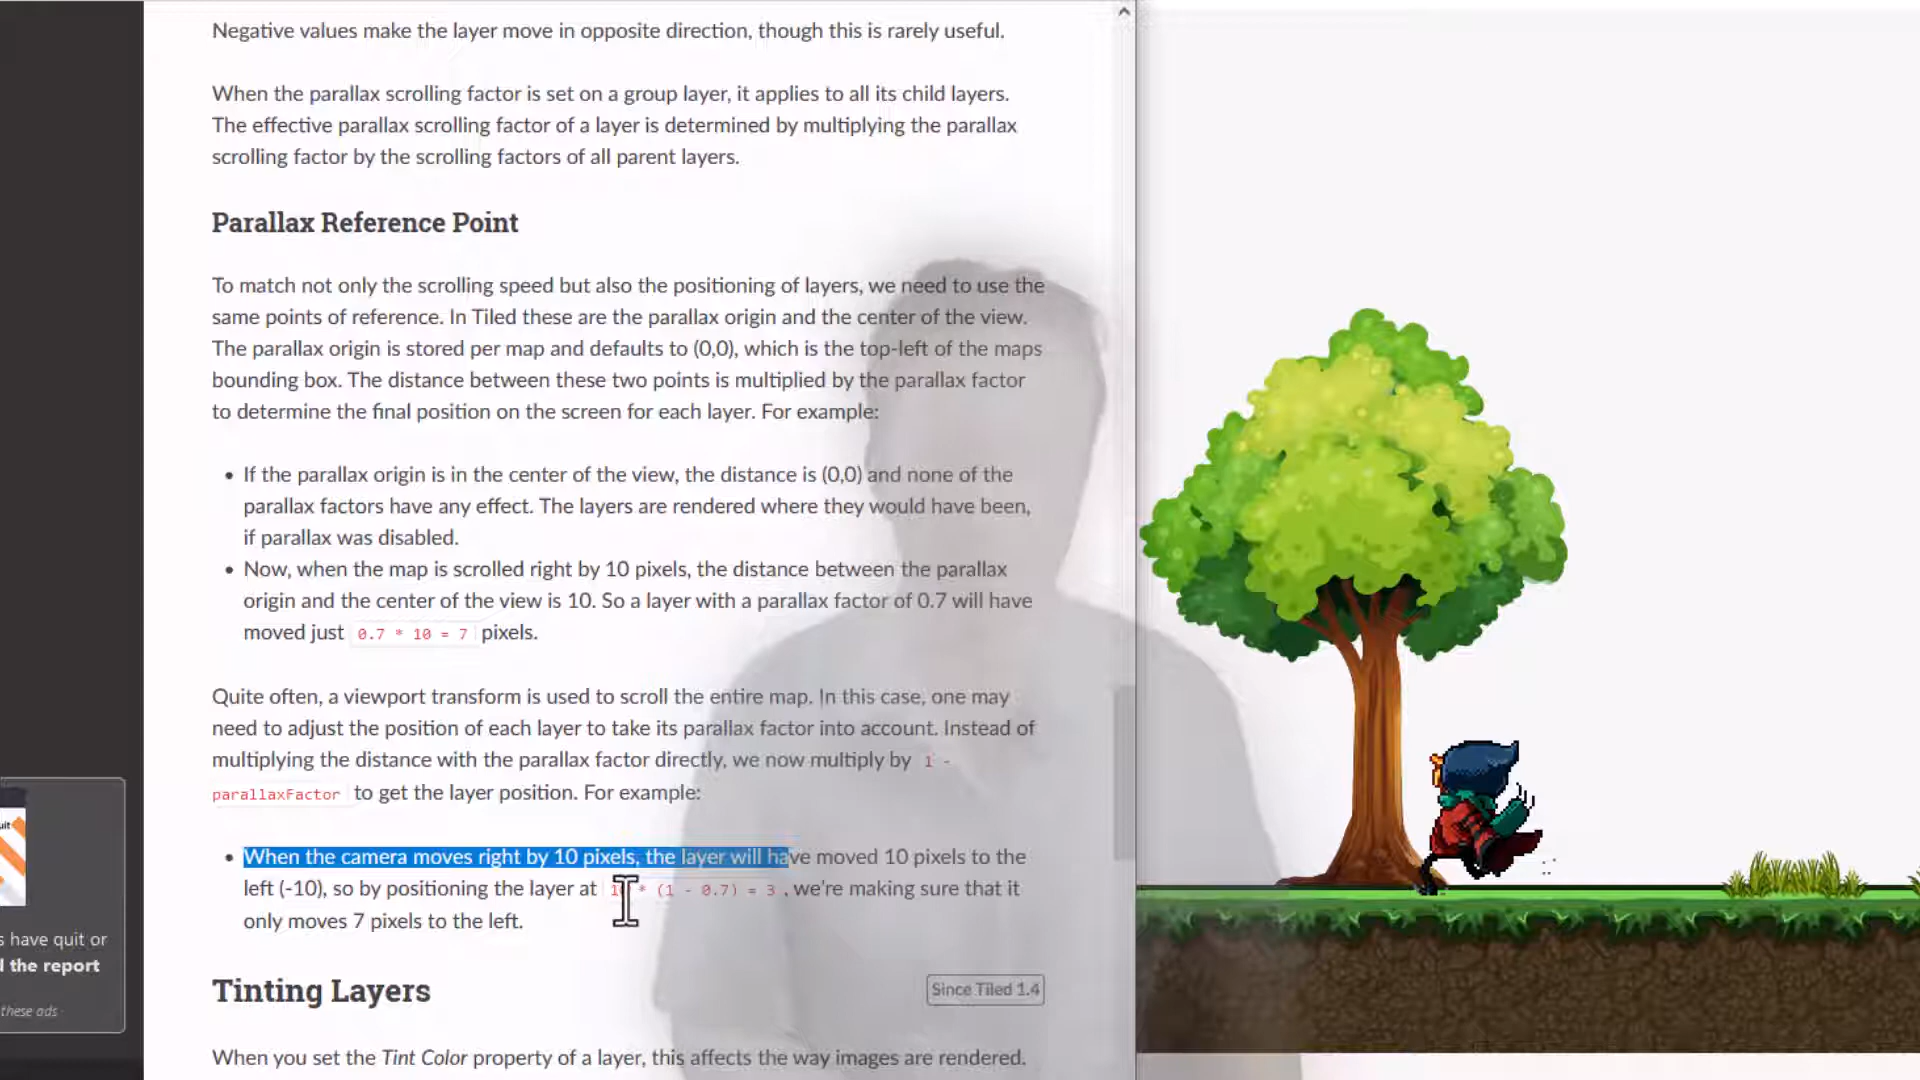 Negative values make the layer move in opposite direction, though this is rarely useful.
When the parallax scrolling factor is set on a group layer, it applies to all its child layers.
The effective parallax scrolling factor of a layer is determined by multiplying the parallax
scrolling factor by the scrolling factors of all parent layers.
Parallax Reference Point
To match not only the scrolling speed but also the positioning of layers, we need to use the
same points of reference. In Tiled these are the parallax origin and the center of the view.
The parallax origin is stored per map and defaults to (0,0), which is the top-left of the maps
bounding box. The distance between these two points is multiplied by the parallax factor
to determine the final position on the screen for each layer. For example:
• If the parallax origin is in the center of the view, the distance is (0,0) and none of the
parallax factors have any effect. The layers are rendered where they would have been,
if parallax was disabled.
• Now, when the map is scrolled right by 10 pixels, the distance between the parallax
origin and the center of the view is 10. So a layer with a parallax factor of 0.7 will have
moved just 0.7 * 10 = 7 pixels.
Quite often, a viewport transform is used to scroll the entire map. In this case, one may
need to adjust the position of each layer to take its parallax factor into account. Instead of
multiplying the distance with the parallax factor directly, we now multiply by 1 -
parallaxFactor to get the layer position. For example:
• When the camera moves right by 10 pixels, the layer will have moved 10 pixels to the
left (-10), so by positioning the layer at 10 * (1 - 0.7) = 3 , we're making sure that it
only moves 7 pixels to the left.
Tinting Layers
Since Tiled 1.4
When you set the Tint Color property of a layer, this affects the way images are rendered.
uit
s have quit or
the report
these ads